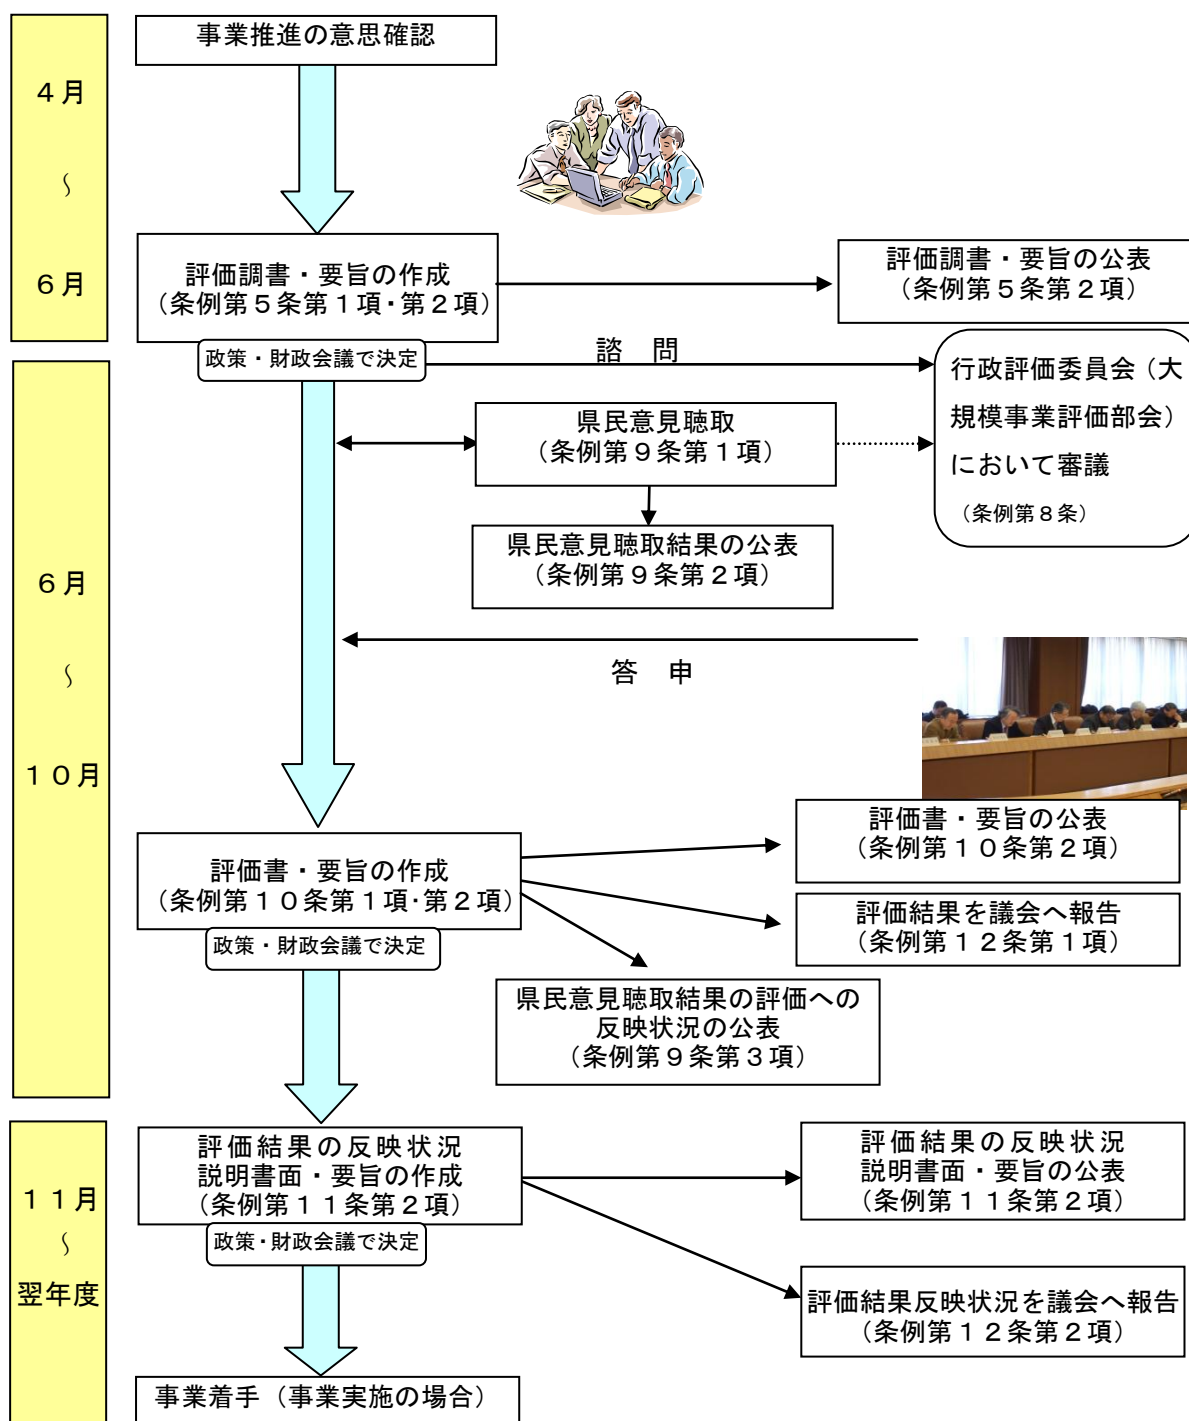 事業推進の意思確認
４月
～
６月
評価調書・要旨の作成
（条例第５条第１項・第２項）
政策・財政会議で決定
評価調書・要旨の公表
（条例第５条第２項）
諮　問
行政評価委員会（大
規模事業評価部会）
において審議
（条例第８条）
県民意見聴取
（条例第９条第１項）
県民意見聴取結果の公表
（条例第９条第２項）
６月
～
１０月
答　申
評価書・要旨の作成
（条例第１０条第１項・第２項）
政策・財政会議で決定
評価書・要旨の公表
（条例第１０条第２項）
評価結果を議会へ報告
（条例第１２条第１項）
県民意見聴取結果の評価への
反映状況の公表
（条例第９条第３項）
１１月
～
翌年度
評価結果の反映状況
説明書面・要旨の作成
（条例第１１条第２項）
政策・財政会議で決定
評価結果の反映状況
説明書面・要旨の公表
（条例第１１条第２項）
評価結果反映状況を議会へ報告
（条例第１２条第２項）
事業着手（事業実施の場合）